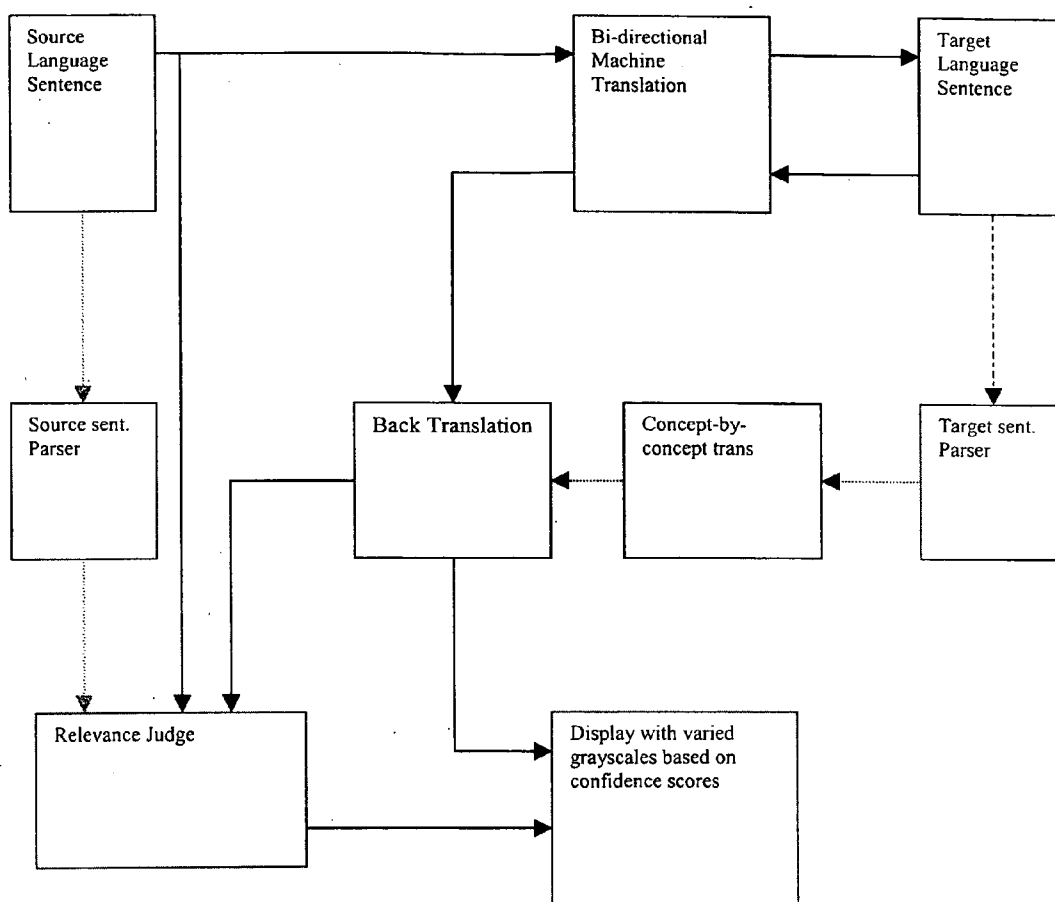 Source
Language
Sentence
Bi-directional
Machine
Translation
Target
Language
Sentence
Source sent.
Parser
Back Translation
Concept-by-
concept trans
Target sent.
Parser
Relevance Judge
Display with varied
grayscales based on
confidence scores